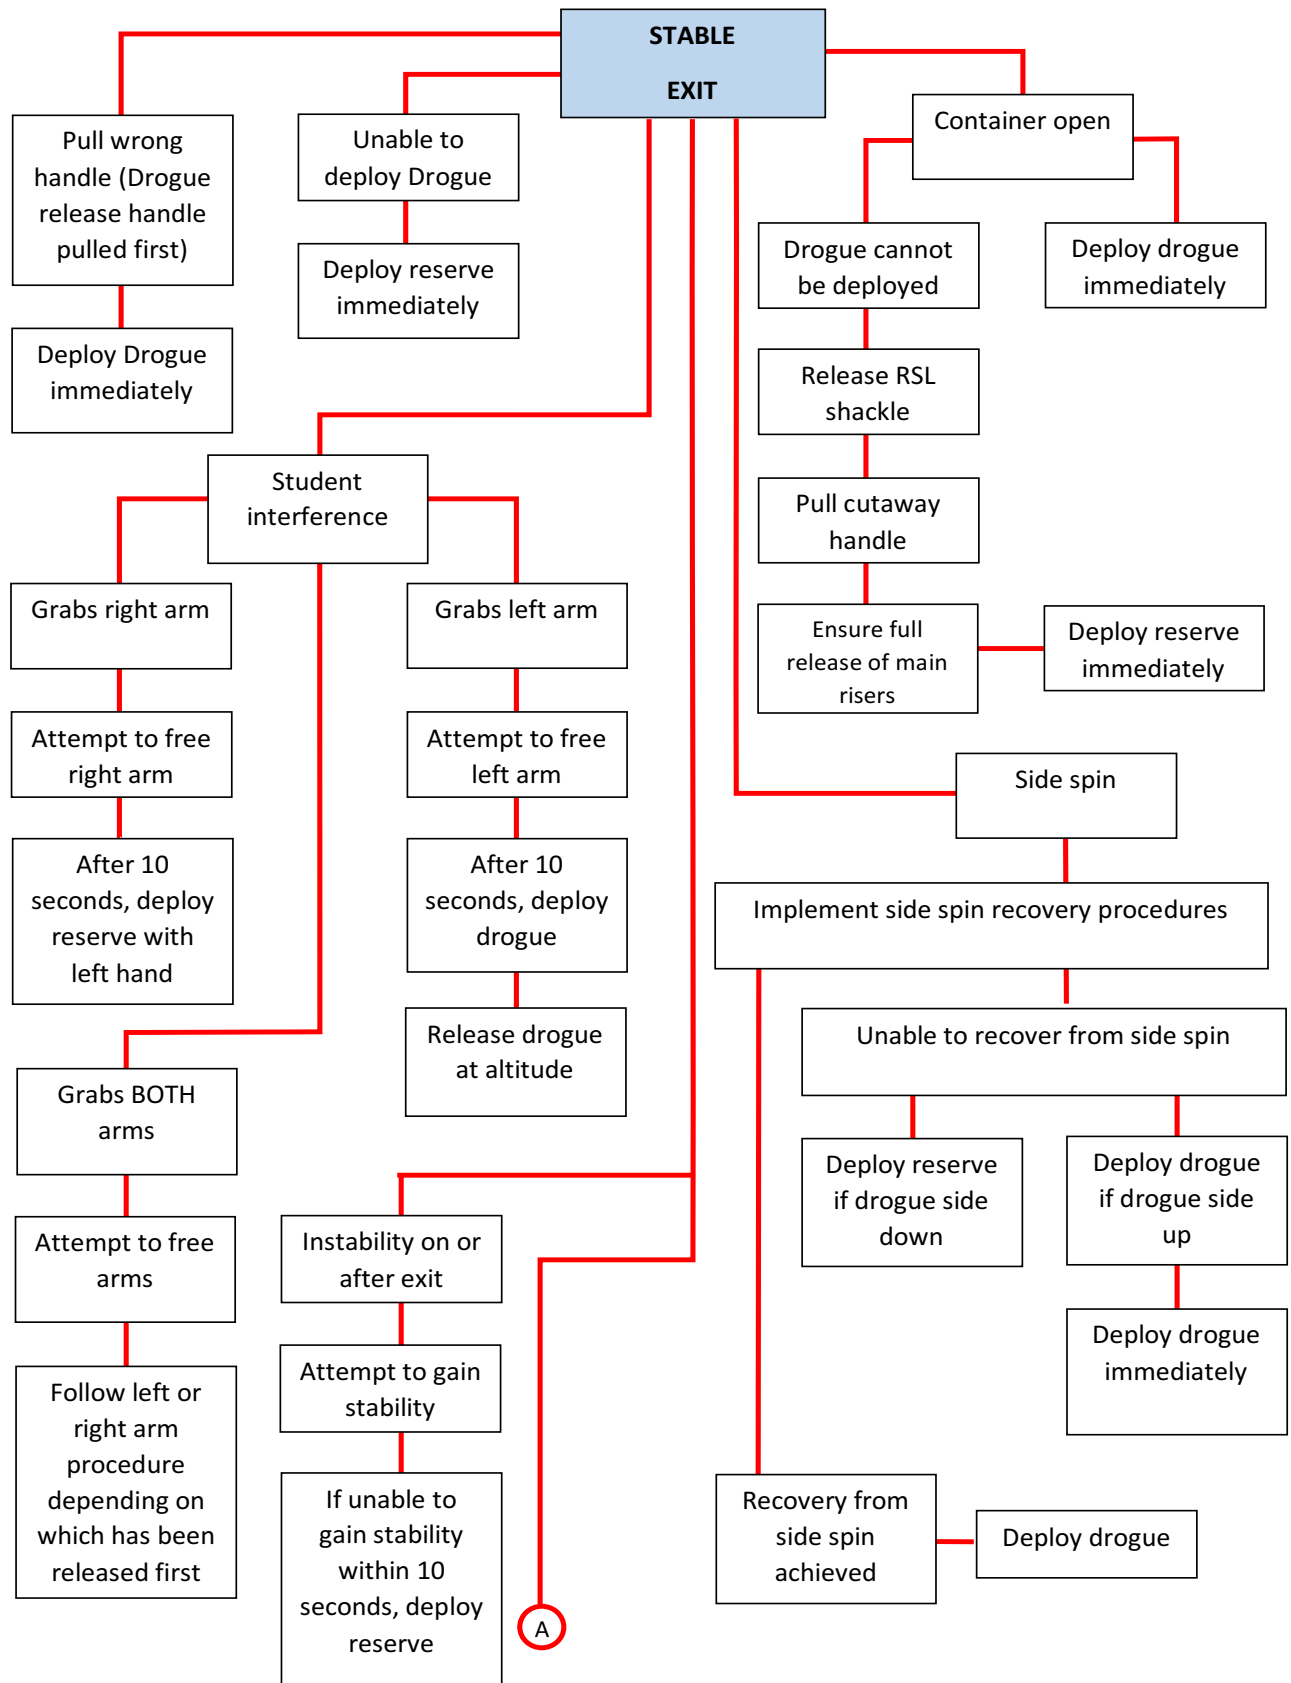 STABLE
EXIT
Pull wrong
handle (Drogue
release handle
pulled first)
Deploy Drogue
immediately
Unable to
deploy Drogue
Deploy reserve
immediately
Container open
Drogue cannot
be deployed
Deploy drogue
immediately
Release RSL
shackle
Pull cutaway
handle
Ensure full
release of main
risers
Deploy reserve
immediately
Student
interference
Grabs right arm
Attempt to free
right arm
After 10
seconds, deploy
reserve with
left hand
Grabs left arm
Attempt to free
left arm
After 10
seconds, deploy
drogue
Release drogue
at altitude
Grabs BOTH
arms
Attempt to free
arms
Follow left or
right arm
procedure
depending on
which has been
released first
Instability on or
after exit
Attempt to gain
stability
If unable to
gain stability
within 10
seconds, deploy
reserve
A
Side spin
Implement side spin recovery procedures
Unable to recover from side spin
Deploy reserve
if drogue side
down
Deploy drogue
if drogue side
up
Deploy drogue
immediately
Recovery from
side spin
achieved
Deploy drogue